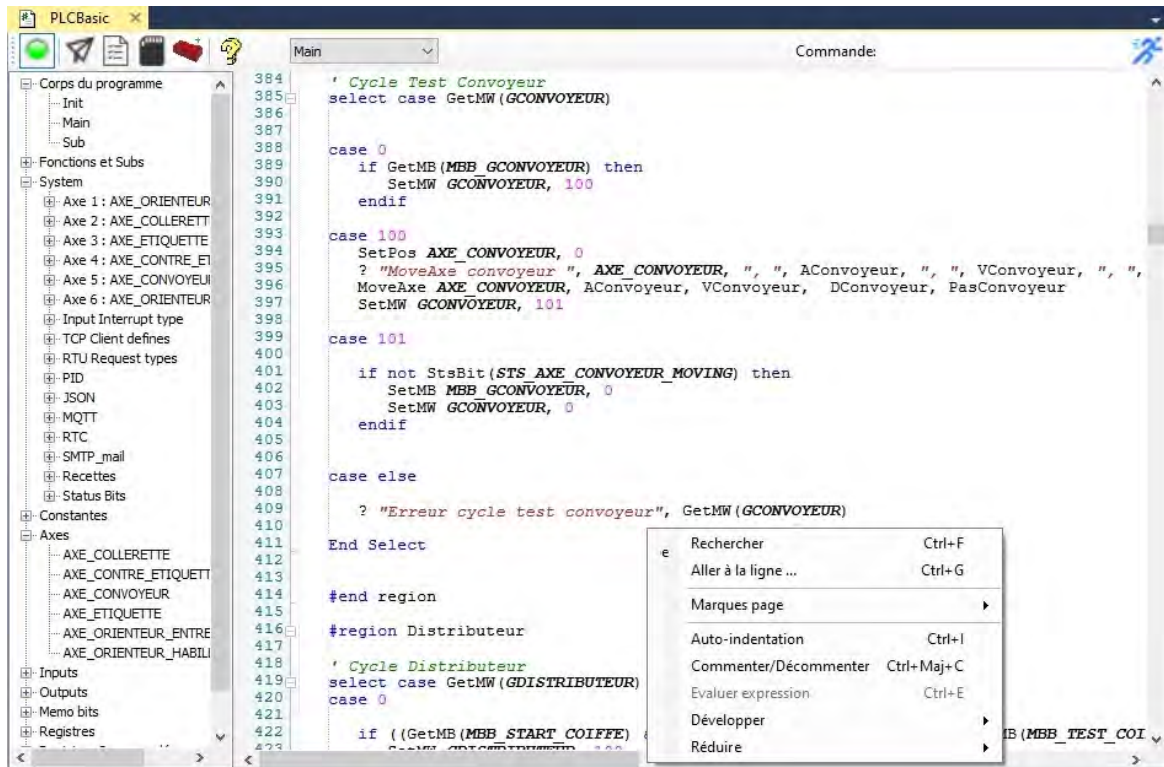 PLCBasic
Main
Commande:
Corps du programme
Init
Main
Sub
Fonctions et Subs
System
Axe 1 : AXE_ORIENTEUR
Axe 2 : AXE_COLLERETT
Axe 3 : AXE_ETIQUETTE
Axe 4 : AXE_CONTRE_ET
Axe 5 : AXE_CONVOYEU
Axe 6 : AXE_ORIENTEUR
Input Interrupt type
TCP Client defines
RTU Request types
PID
JSON
MQTT
RTC
SMTP_mail
Recettes
Status Bits
Constantes
Axes
AXE_COLLERETTE
AXE_CONTRE_ETIQUETT
AXE_CONVOYEUR
AXE_ETIQUETTE
AXE_ORIENTEUR_ENTRE
AXE_ORIENTEUR_HABILI
Inputs
Outputs
Memo bits
Registres
384 ' Cycle Test Convoyeur
385 select case GetMW(GCONVOYEUR)
386
387
388 case 0
389 if GetMB(MBB_GCONVOYEUR) then
390 SetMW GCONVOYEUR, 100
391 endif
392
393 case 100
394 SetPos AXE_CONVOYEUR, 0
395 ? "MoveAxe convoyeur ", AXE_CONVOYEUR, ", ", AConvoyeur, ", ", VConvoyeur, ", ",
396 MoveAxe AXE_CONVOYEUR, AConvoyeur, VConvoyeur, DConvoyeur, PasConvoyeur
397 SetMW GCONVOYEUR, 101
398
399 case 101
400
401 if not StsBit(STS_AXE_CONVOYEUR_MOVING) then
402 SetMB MBB_GCONVOYEUR, 0
403 SetMW GCONVOYEUR, 0
404 endif
405
406
407 case else
408
409 ? "Erreur cycle test convoyeur", GetMW(GCONVOYEUR)
410
411 End Select
412
413
414 #end region
415
416 #region Distributeur
417
418 ' Cycle Distributeur
419 select case GetMW(GDISTRIBUTEUR)
420 case 0
421
422 if ((GetMB(MBB_START_COIFFE) MBB_TEST_COI
423
e
Rechercher Ctrl+F
Aller à la ligne ... Ctrl+G
Marques page
Auto-indentation Ctrl+I
Commenter/Décommenter Ctrl+Maj+C
Evaluer expression Ctrl+E
Développer
Réduire